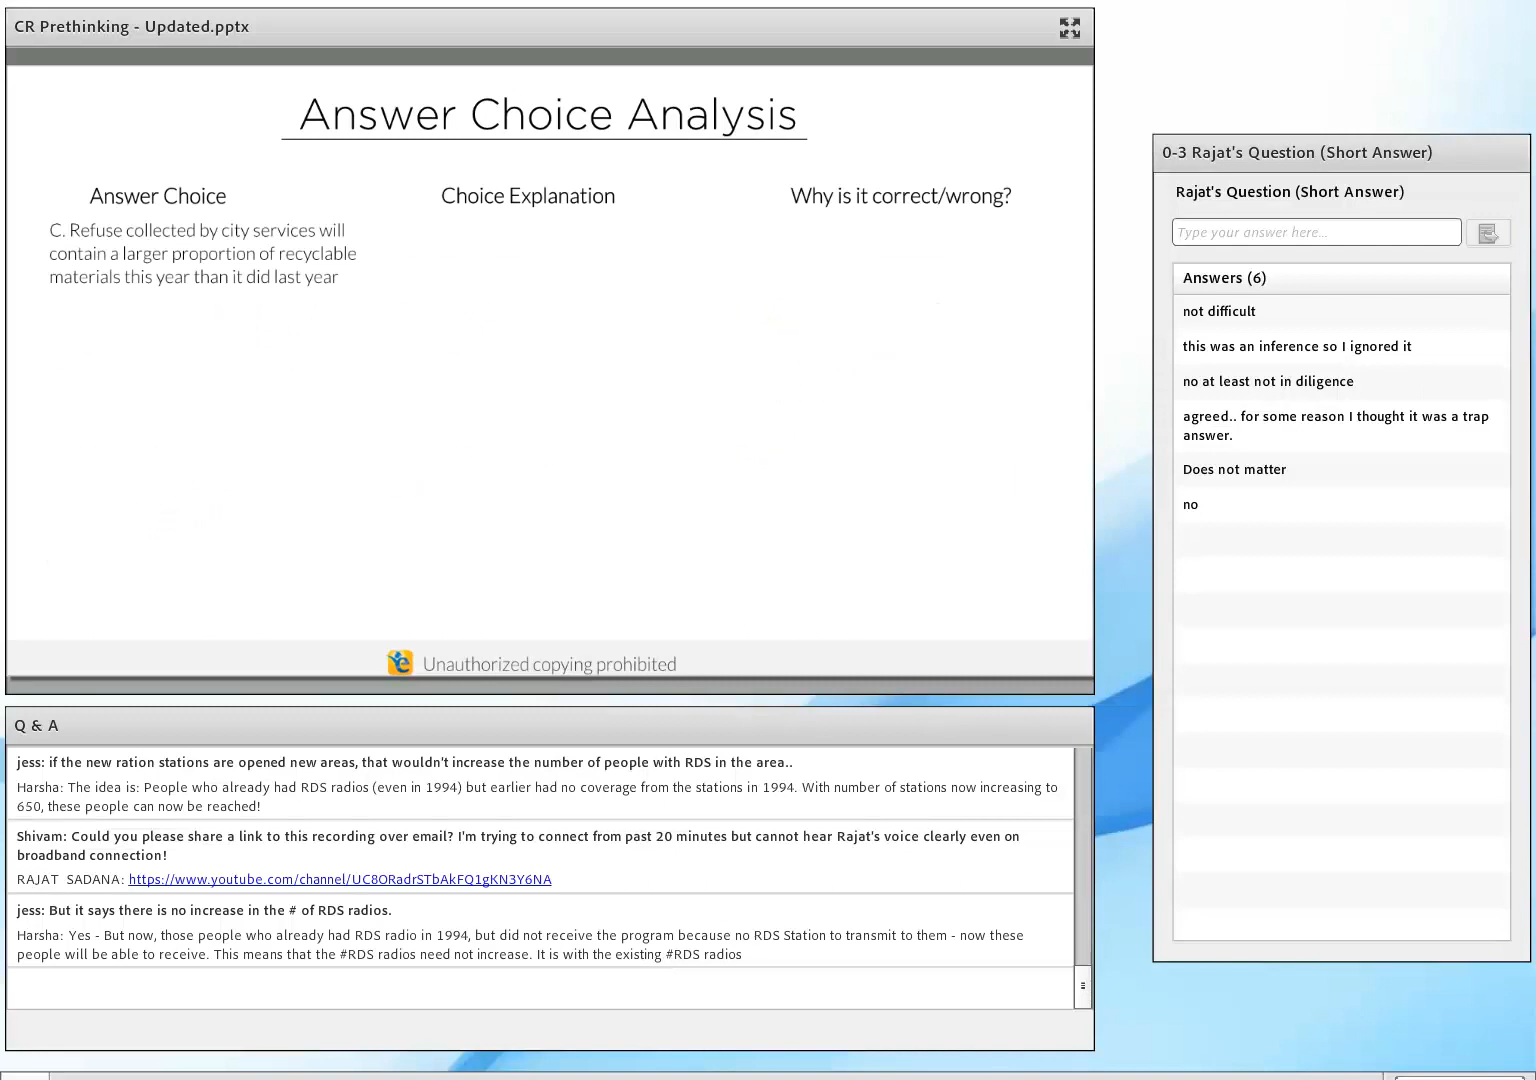 CR Prethinking - Updated.pptx
Answer Choice Analysis
Answer Choice
Choice Explanation
Why is it correct/wrong?
C. Refuse collected by city services will
contain a larger proportion of recyclable
materials this year than it did last year
Unauthorized copying prohibited
Q & A
jess: if the new ration stations are opened new areas, that wouldn't increase the number of people with RDS in the area..
Harsha: The idea is: People who already had RDS radios (even in 1994) but earlier had no coverage from the stations in 1994. With number of stations now increasing to
650, these people can now be reached!
Shivam: Could you please share a link to this recording over email? I'm trying to connect from past 20 minutes but cannot hear Rajat's voice clearly even on
broadband connection!
RAJAT SADANA: https://www.youtube.com/channel/UC8ORadrSTbAkFQ1gKN3Y6NA
jess: But it says there is no increase in the # of RDS radios.
Harsha: Yes - But now, those people who already had RDS radio in 1994, but did not receive the program because no RDS Station to transmit to them - now these
people will be able to receive. This means that the #RDS radios need not increase. It is with the existing #RDS radios
0-3 Rajat's Question (Short Answer)
Rajat's Question (Short Answer)
Type your answer here...
Answers (6)
not difficult
this was an inference so I ignored it
no at least not in diligence
agreed.. for some reason I thought it was a trap
answer.
Does not matter
no